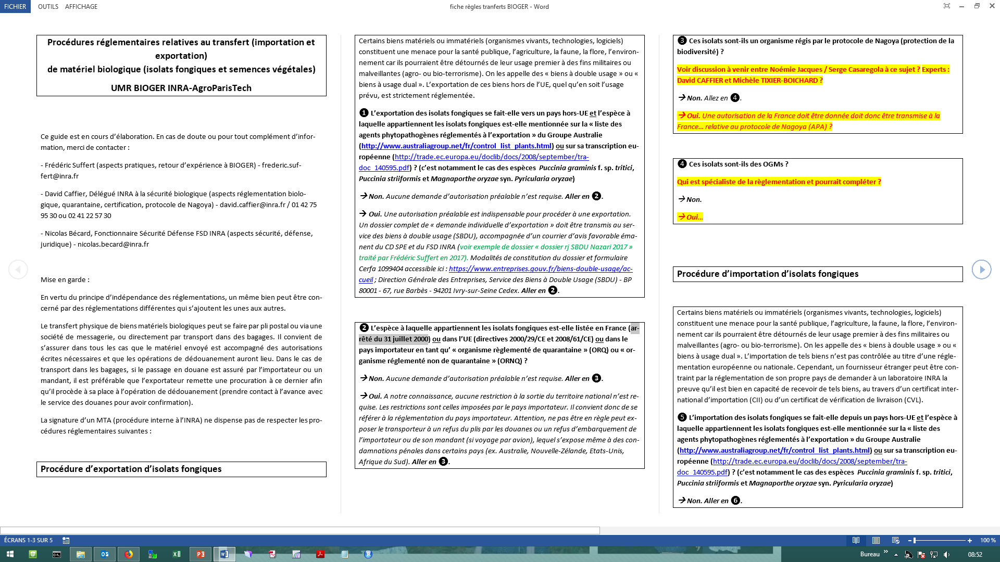 FICHIER OUTILS AFFICHAGE
fiche règles tranferts BIOGER - Word
Procédures réglementaires relatives au transfert (importation et
exportation)
de matériel biologique (isolats fongiques et semences végétales)
UMR BIOGER INRA-AgroParisTech
Ce guide est en cours d’élaboration. En cas de doute ou pour tout complément d’infor-
mation, merci de contacter :
- Frédéric Suffert (aspects pratiques, retour d’expérience à BIOGER) - frederic.suf-
fert@inra.fr
- David Caffier, Délégué INRA à la sécurité biologique (aspects réglementation biolo-
gique, quarantaine, certification, protocole de Nagoya) - david.caffier@inra.fr / 01 42 75
95 30 ou 02 41 22 57 30
- Nicolas Bécard, Fonctionnaire Sécurité Défense FSD INRA (aspects sécurité, défense,
juridique) - nicolas.becard@inra.fr
Mise en garde :
En vertu du principe d’indépendance des réglementations, un même bien peut être con-
cerné par des réglementations différentes qui s’ajoutent les unes aux autres.
Le transfert physique de biens matériels biologiques peut se faire par pli postal ou via une
société de messagerie, ou directement par transport dans des bagages. Il convient de
s’assurer dans tous les cas que le matériel envoyé est accompagné des autorisations
écrites nécessaires et que les opérations de dédouanement auront lieu. Dans le cas de
transport dans les bagages, si le passage en douane est assuré par l’importateur ou un
mandant, il est préférable que l’exportateur remette une procuration à ce dernier afin
qu’il procède à sa place à l’opération de dédouanement (prendre contact à l’avance avec
le service des douanes pour avoir confirmation).
La signature d’un MTA (procédure interne à l’INRA) ne dispense pas de respecter les pro-
cédures réglementaires suivantes :
Procédure d’exportation d’isolats fongiques
Certains biens matériels ou immatériels (organismes vivants, technologies, logiciels)
constituent une menace pour la santé publique, l’agriculture, la faune, la flore, l’environ-
nement car ils pourraient être détournés de leur usage premier à des fins militaires ou
malveillantes (agro- ou bio-terrorisme). On les appelle des « biens à double usage » ou «
biens à usage dual ». L’exportation de ces biens hors de l’UE, quel qu’en soit l’usage
prévu, est strictement réglementée.
❶ L’exportation des isolats fongiques se fait-elle vers un pays hors-UE et l’espèce à
laquelle appartiennent les isolats fongiques est-elle mentionnée sur la « liste des
agents phytopathogènes réglementés à l’exportation » du Groupe Australie
(http://www.australiagroup.net/fr/control_list_plants.html) ou sur sa transcription eu-
ropéenne (http://trade.ec.europa.eu/doclib/docs/2008/september/tra-
doc_140595.pdf) ? (c’est notamment le cas des espèces Puccinia graminis f. sp. tritici,
Puccinia striiformis et Magnaporthe oryzae syn. Pyricularia oryzae)
→ Non. Aucune demande d’autorisation préalable n’est requise. Aller en ❷.
→ Oui. Une autorisation préalable est indispensable pour procéder à une exportation.
Un dossier complet de « demande individuelle d’exportation » doit être transmis au ser-
vice des biens à double usage (SBDU), accompagnée d’un courrier d’avis favorable éma-
nent du CD SPE et du FSD INRA (voir exemple de dossier « dossier rj SBDU Nazari 2017 »
traité par Frédéric Suffert en 2017). Modalités de constitution du dossier et formulaire
Cerfa 1099404 accessible ici : https://www.entreprises.gouv.fr/biens-double-usage/ac-
cueil ; Direction Générale des Entreprises, Service des Biens à Double Usage (SBDU) - BP
80001 - 67, rue Barbès - 94201 Ivry-sur-Seine Cedex. Aller en ❷.
❷ L’espèce à laquelle appartiennent les isolats fongiques est-elle listée en France (ar-
rêté du 31 juillet 2000) ou dans l’UE (directives 2000/29/CE et 2008/61/CE) ou dans le
pays importateur en tant qu’ « organisme règlementé de quarantaine » (ORQ) ou « or-
ganisme réglementé non de quarantaine » (ORNQ) ?
→ Non. Aucune demande d’autorisation préalable n’est requise. Aller en ❸.
→ Oui. A notre connaissance, aucune restriction à la sortie du territoire national n’est re-
quise. Les restrictions sont celles imposées par le pays importateur. Il convient donc de se
référer à la réglementation du pays importateur. Attention, ne pas être en règle peut ex-
poser le transporteur à un refus du plis par les douanes ou un refus d’embarquement de
l’importateur ou de son mandant (si voyage par avion), lequel s’expose même à des con-
damnations pénales dans certains pays (ex. Australie, Nouvelle-Zélande, Etats-Unis,
Afrique du Sud). Aller en ❸.
❸ Ces isolats sont-ils un organisme régis par le protocole de Nagoya (protection de la
biodiversité) ?
Voir discussion à venir entre Noémie Jacques / Serge Casaregola à ce sujet ? Experts :
David CAFFIER et Michèle TIXIER-BOICHARD ?
→ Non. Allez en ❹.
→ Oui. Une autorisation de la France doit être donnée doit donc être transmise à la
France... relative au protocole de Nagoya (APA) ?
❹ Ces isolats sont-ils des OGMs ?
Qui est spécialiste de la règlementation et pourrait compléter ?
→ Non.
→ Oui...
Procédure d’importation d’isolats fongiques
Certains biens matériels ou immatériels (organismes vivants, technologies, logiciels)
constituent une menace pour la santé publique, l’agriculture, la faune, la flore, l’environ-
nement car ils pourraient être détournés de leur usage premier à des fins militaires ou
malveillantes (agro- ou bio-terrorisme). On les appelle des « biens à double usage » ou «
biens à usage dual ». L’importation de tels biens n’est pas contrôlée au titre d’une régle-
mentation européenne ou nationale. Cependant, un fournisseur étranger peut être con-
traint par la réglementation de son propre pays de demander à un laboratoire INRA la
preuve qu’il est bien en capacité de recevoir de tels biens, au travers d’un certificat inter-
national d’importation (CII) ou d’un certificat de vérification de livraison (CVL).
❺ L’importation des isolats fongiques se fait-elle depuis un pays hors-UE et l’espèce à
laquelle appartiennent les isolats fongiques est-elle mentionnée sur la « liste des
agents phytopathogènes réglementés à l’exportation » du Groupe Australie
(http://www.australiagroup.net/fr/control_list_plants.html) ou sur sa transcription eu-
ropéenne (http://trade.ec.europa.eu/doclib/docs/2008/september/tra-
doc_140595.pdf) ? (c’est notamment le cas des espèces Puccinia graminis f. sp. tritici,
Puccinia striiformis et Magnaporthe oryzae syn. Pyricularia oryzae)
→ Non. Aller en ❻.
ÉCRANS 1-3 SUR 5
100 %
Bureau
08:52